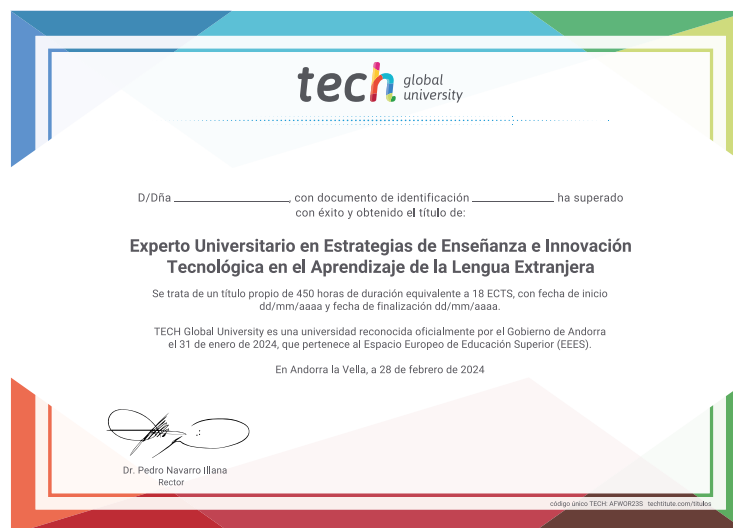 tech global university
D/Dña ____________________, con documento de identificación ______________ ha superado
con éxito y obtenido el título de:
Experto Universitario en Estrategias de Enseñanza e Innovación
Tecnológica en el Aprendizaje de la Lengua Extranjera
Se trata de un título propio de 450 horas de duración equivalente a 18 ECTS, con fecha de inicio
dd/mm/aaaa y fecha de finalización dd/mm/aaaa.
TECH Global University es una universidad reconocida oficialmente por el Gobierno de Andorra
el 31 de enero de 2024, que pertenece al Espacio Europeo de Educación Superior (EEES).
En Andorra la Vella, a 28 de febrero de 2024
Dr. Pedro Navarro Illana
Rector
código único TECH: AFWOR23S techtitute.com/titulos